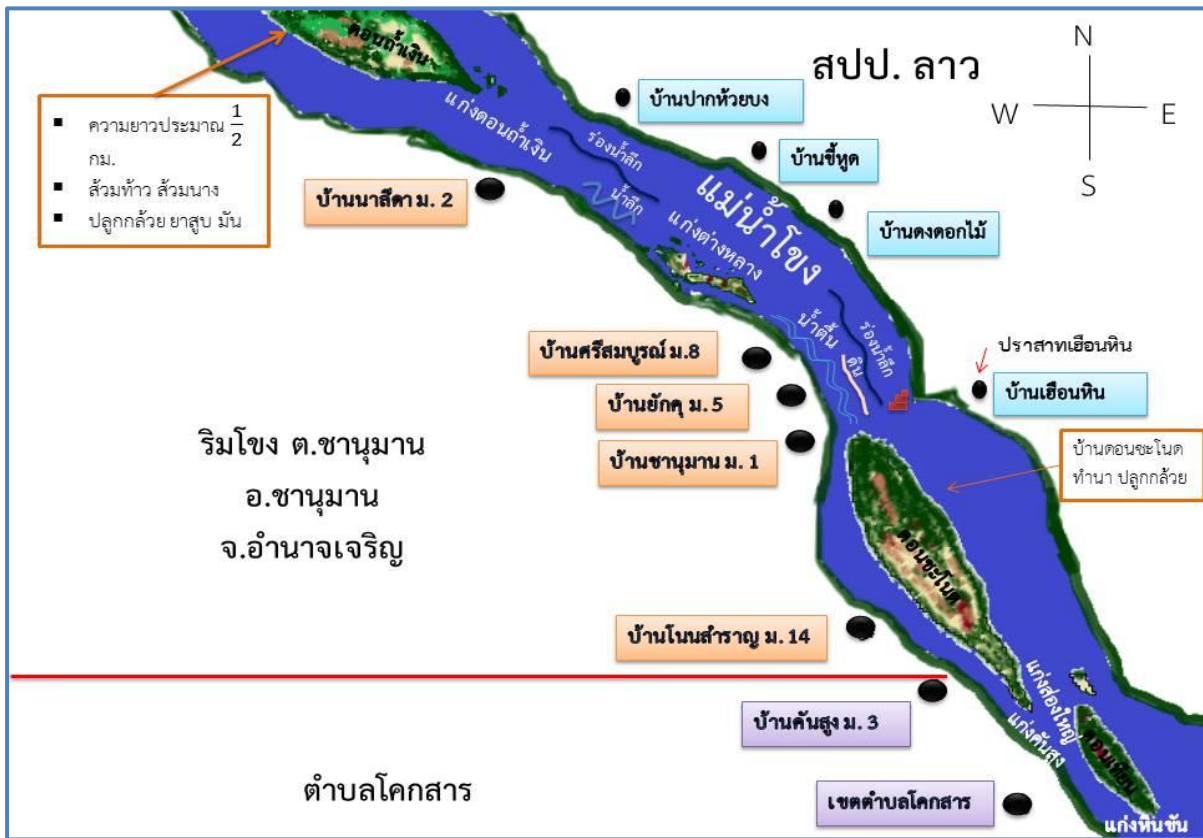 ดอนถ้ำเงิน
สปป. ลาว
N
W
E
S
ความยาวประมาณ 1/2
กม.
ส้วมท้าว ส้วมนาง
ปลูกกล้วย ยาสูบ มัน
แก่งดอนถ้ำเงิน
ร่องน้ำลึก
น้ำลึก
บ้านปากห้วยบง
บ้านขี้หูด
บ้านดงดอกไม้
บ้านนาสีดา ม. 2
แม่น้ำโขง
แก่งต่างหลาง
น้ำตื้น
ดิน
ร่องน้ำลึก
บ้านศรีสมบูรณ์ ม.8
บ้านยักคุ ม. 5
บ้านชานุมาน ม. 1
ปราสาทเฮือนหิน
บ้านเฮือนหิน
บ้านดอนชะโนด
ทำนา ปลูกกล้วย
ริมโขง ต.ชานุมาน
อ.ชานุมาน
จ.อำนาจเจริญ
ดอนชะโนด
บ้านโนนสำราญ ม. 14
บ้านคันสูง ม. 3
แก่งส่องใหญ่
แก่งคันสูง
ดอนเทียน
ตำบลโคกสาร
เขตตำบลโคกสาร
แก่งหินขัน